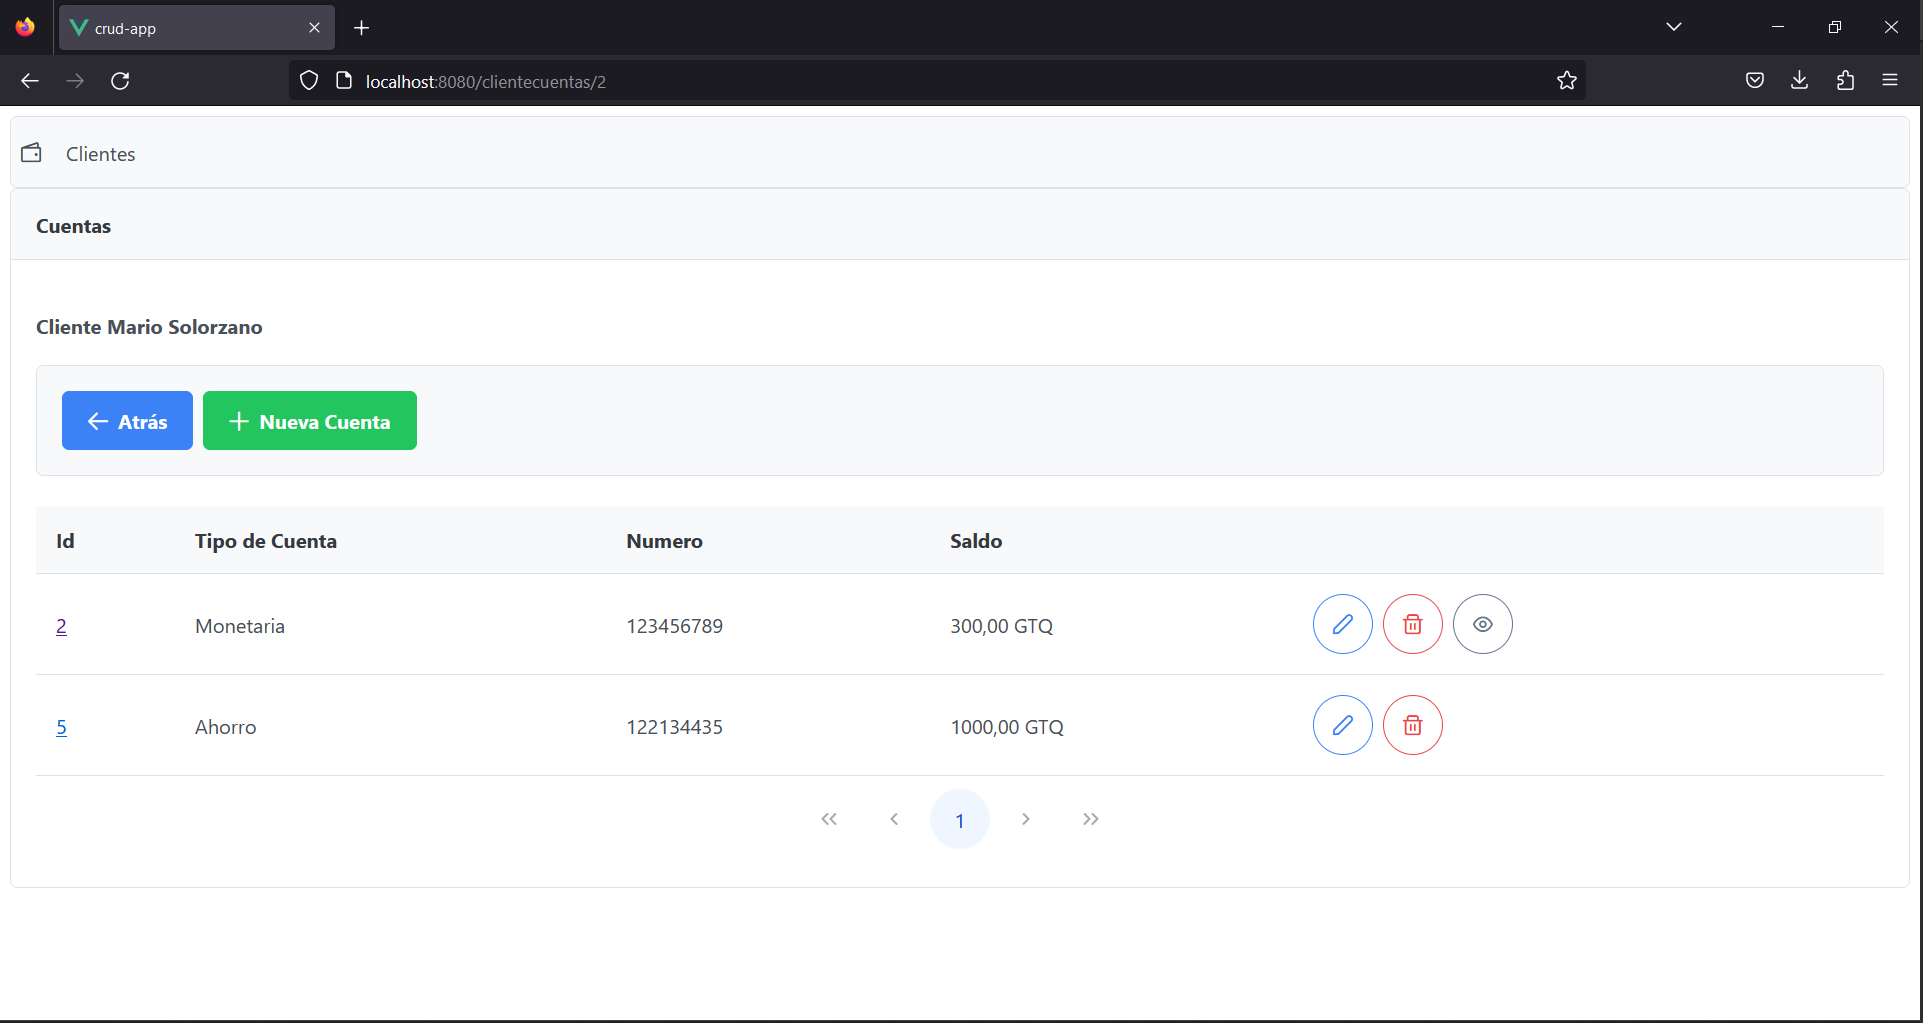 crud-app
localhost:8080/clientecuentas/2
Clientes
Cuentas
Cliente Mario Solorzano
Atrás Nueva Cuenta
Id Tipo de Cuenta Numero Saldo
2 Monetaria 123456789 300,00 GTQ
5 Ahorro 122134435 1000,00 GTQ
1